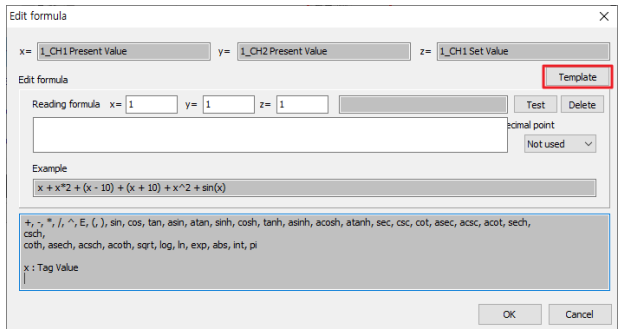 Edit formula
x= 1_CH1 Present Value y= 1_CH2 Present Value z= 1_CH1 Set Value
Edit formula Template
Reading formula x= 1 y= 1 z= 1 Test Delete
ecimal point
Not used
Example
x + x*2 + (x - 10) + (x + 10) + x^2 + sin(x)
+, -, *, /, ^, E, (, ), sin, cos, tan, asin, atan, sinh, cosh, tanh, asinh, acosh, atanh, sec, csc, cot, asec, acsc, acot, sech,
csch,
coth, asech, acsch, acoth, sqrt, log, ln, exp, abs, int, pi
x : Tag Value
OK Cancel